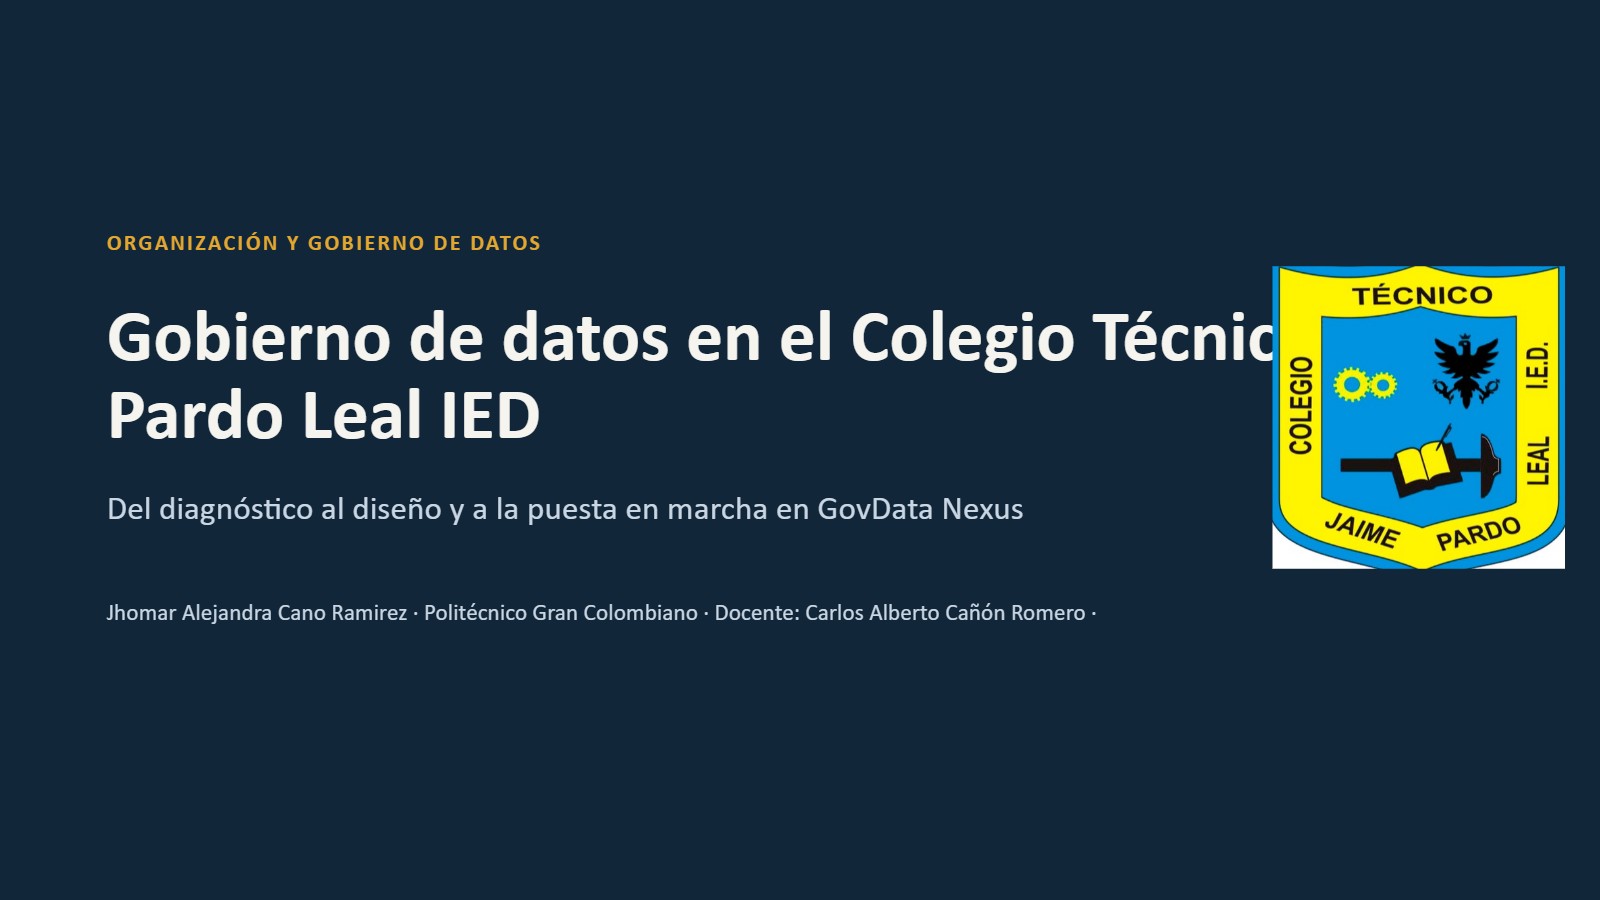 ORGANIZACIÓN Y GOBIERNO DE DATOS
Gobierno de datos en el Colegio Técnic
Pardo Leal IED
Del diagnóstico al diseño y a la puesta en marcha en GovData Nexus
Jhomar Alejandra Cano Ramirez · Politécnico Gran Colombiano · Docente: Carlos Alberto Cañón Romero ·
TÉCNICO
COLEGIO
I.E.D.
LEAL
JAIME
PARDO